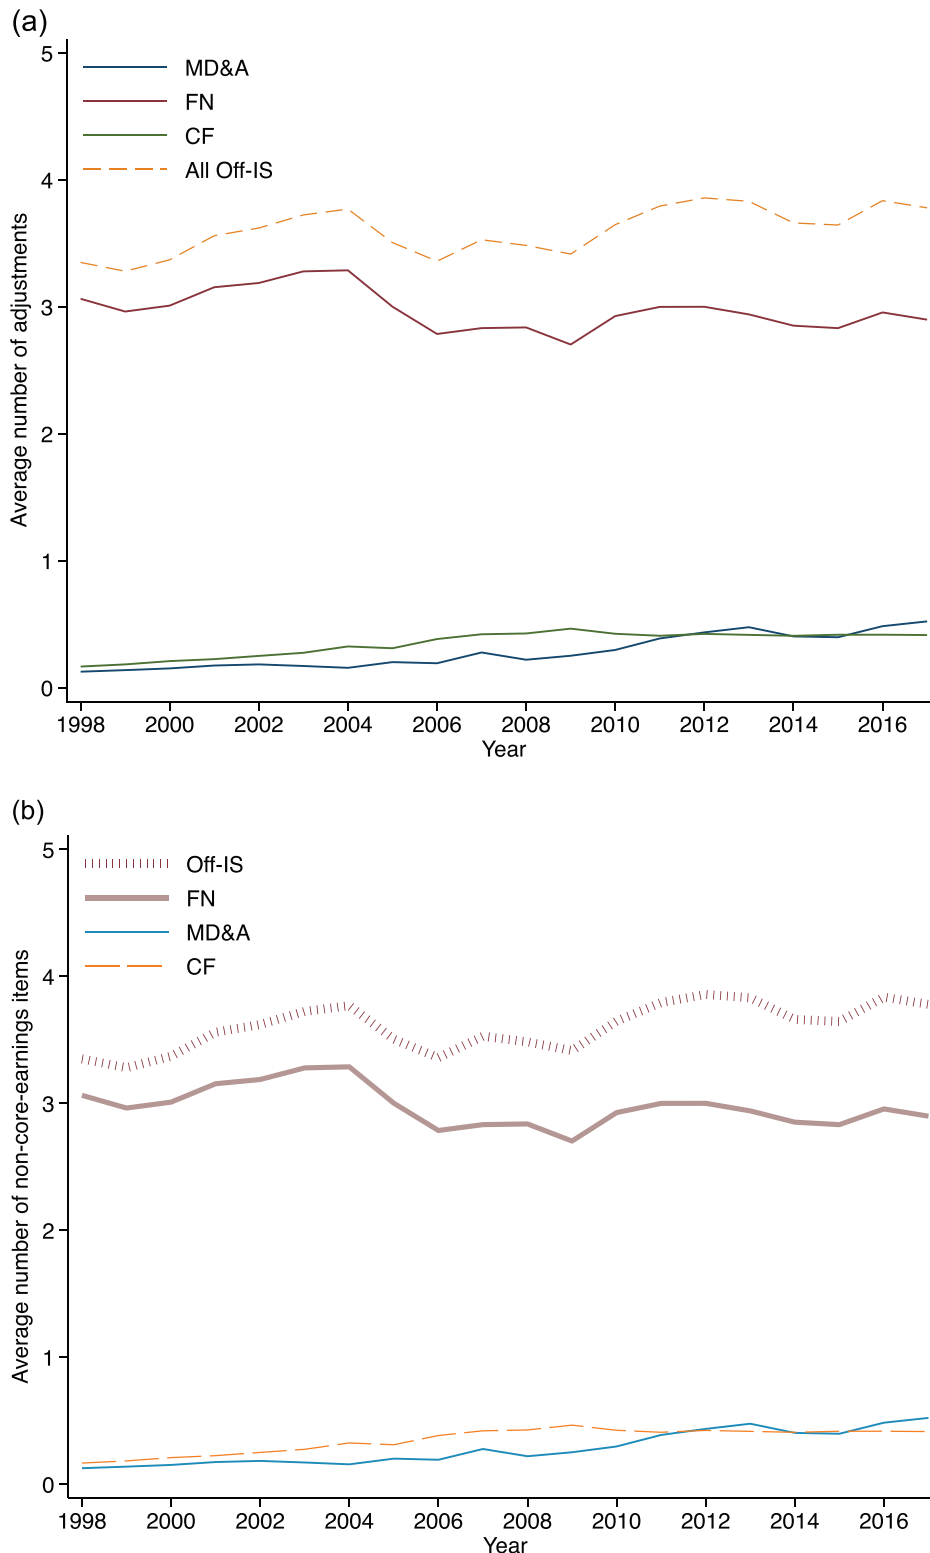 (a)
5
4
3
2
1
0
Average number of adjustments
MD&A
FN
CF
All Off-IS
1998 2000 2002 2004 2006 2008 2010 2012 2014 2016
Year
(b)
5
4
3
2
1
0
Average number of non-core-earnings items
Off-IS
FN
MD&A
CF
1998 2000 2002 2004 2006 2008 2010 2012 2014 2016
Year